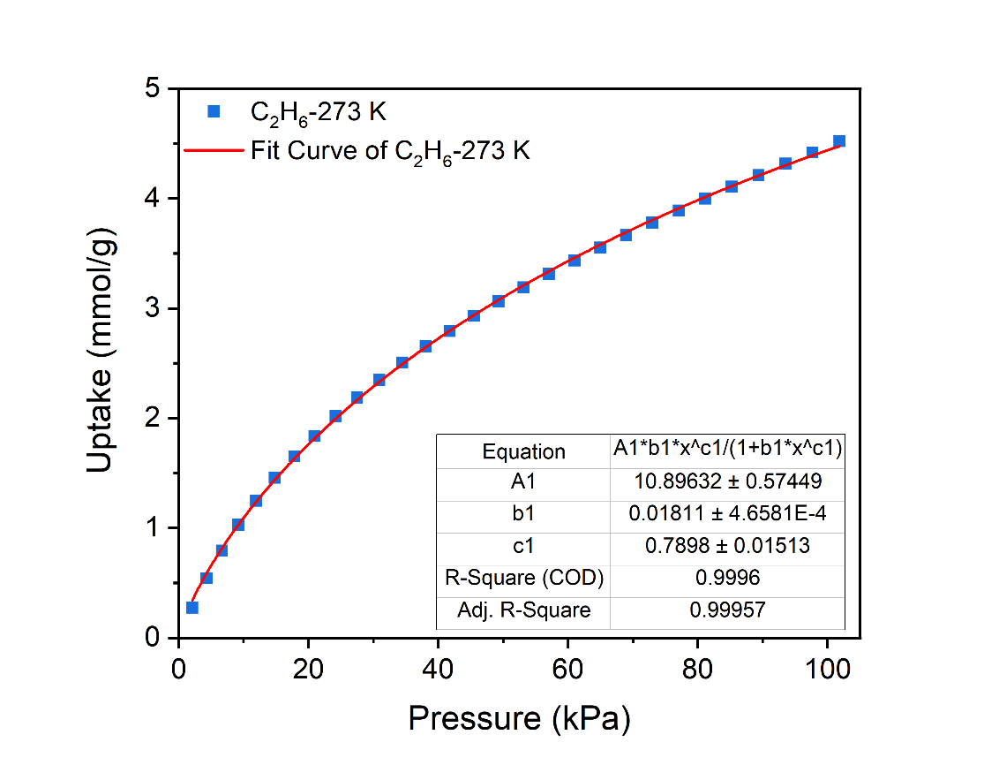 C₂H₆-273 K
Fit Curve of C₂H₆-273 K
5
4
3
2
1
0
Uptake (mmol/g)
Equation A1*b1*x^c1/(1+b1*x^c1)
A1 10.89632 ± 0.57449
b1 0.01811 ± 4.6581E-4
c1 0.7898 ± 0.01513
R-Square (COD) 0.9996
Adj. R-Square 0.99957
0 20 40 60 80 100
Pressure (kPa)